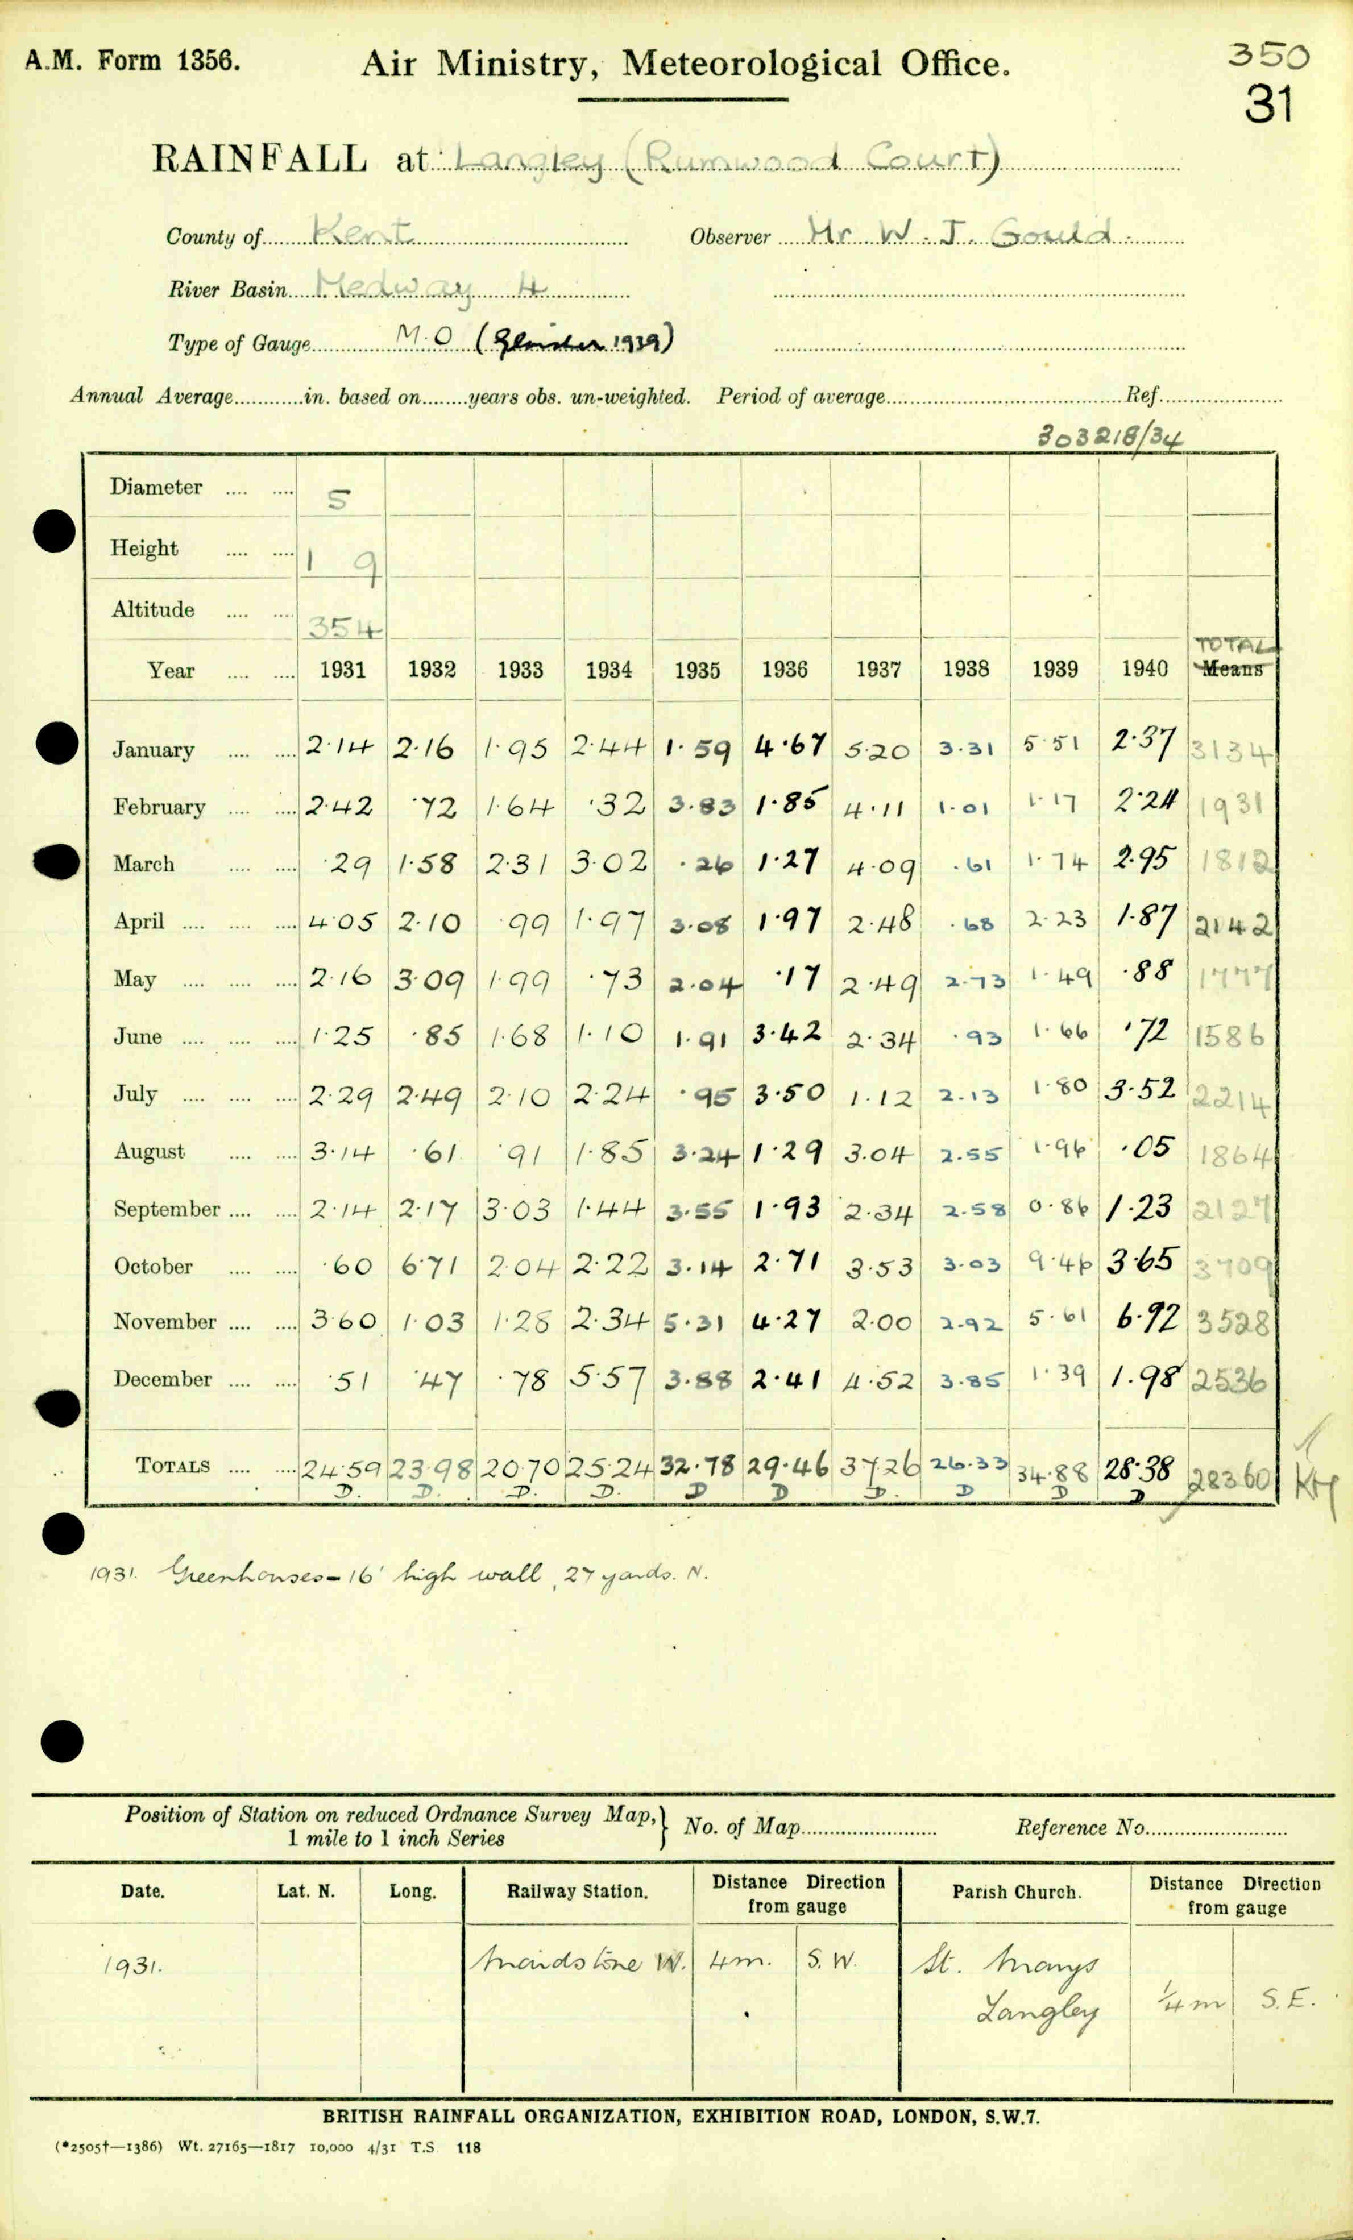 A.M. Form 1356. Air Ministry, Meteorological Office. 350
31
RAINFALL at Langley (Rumwood Court)
County of Kent Observer Mr W. J. Gould.
River Basin Medway 4
Type of Gauge M.O (Glaisher 1939)
Annual Average in. based on years obs. un-weighted. Period of average Ref.
303218/34
Diameter 5
Height 1 9
Altitude 354
TOTAL
Year 1931 1932 1933 1934 1935 1936 1937 1938 1939 1940 Means
January 2.14 2.16 1.95 2.44 1.59 4.67 5.20 3.31 5.51 2.37 3134
February 2.42 .72 1.64 .32 3.83 1.85 4.11 1.01 1.17 2.24 1931
March .29 1.58 2.31 3.02 .26 1.27 4.09 .61 1.74 2.95 1812
April 4.05 2.10 .99 1.97 3.08 1.97 2.48 .68 2.23 1.87 2142
May 2.16 3.09 1.99 .73 2.04 .17 2.49 2.73 1.49 .88 1777
June 1.25 .85 1.68 1.10 1.91 3.42 2.34 .93 1.66 .72 1586
July 2.29 2.49 2.10 2.24 .95 3.50 1.12 2.13 1.80 3.52 2214
August 3.14 .61 .91 1.85 3.24 1.29 3.04 2.55 1.96 .05 1864
September 2.14 2.17 3.03 1.44 3.55 1.93 2.34 2.58 0.86 1.23 2127
October .60 6.71 2.04 2.22 3.14 2.71 3.53 3.03 9.46 3.65 3709
November 3.60 1.03 1.28 2.34 5.31 4.27 2.00 2.92 5.61 6.92 3528
December .51 .47 .78 5.57 3.88 2.41 4.52 3.85 1.39 1.98 2536
TOTALS 24.59 23.98 20.70 25.24 32.78 29.46 37.26 26.33 34.88 28.38 28360 KH
D. D. D. D. D D D. D D D
1931. Greenhouses - 16' high wall, 27 yards. N.
Position of Station on reduced Ordnance Survey Map, } No. of Map Reference No.
1 mile to 1 inch Series
Date. Lat. N. Long. Railway Station. Distance Direction from gauge Parish Church. Distance Direction from gauge
1931. Maidstone W. 4m. S.W. St. Marys
Langley 1/4 m S.E.
BRITISH RAINFALL ORGANIZATION, EXHIBITION ROAD, LONDON, S.W.7.
(*2505†—1386) Wt. 27165—1817 10,000 4/31 T.S 118